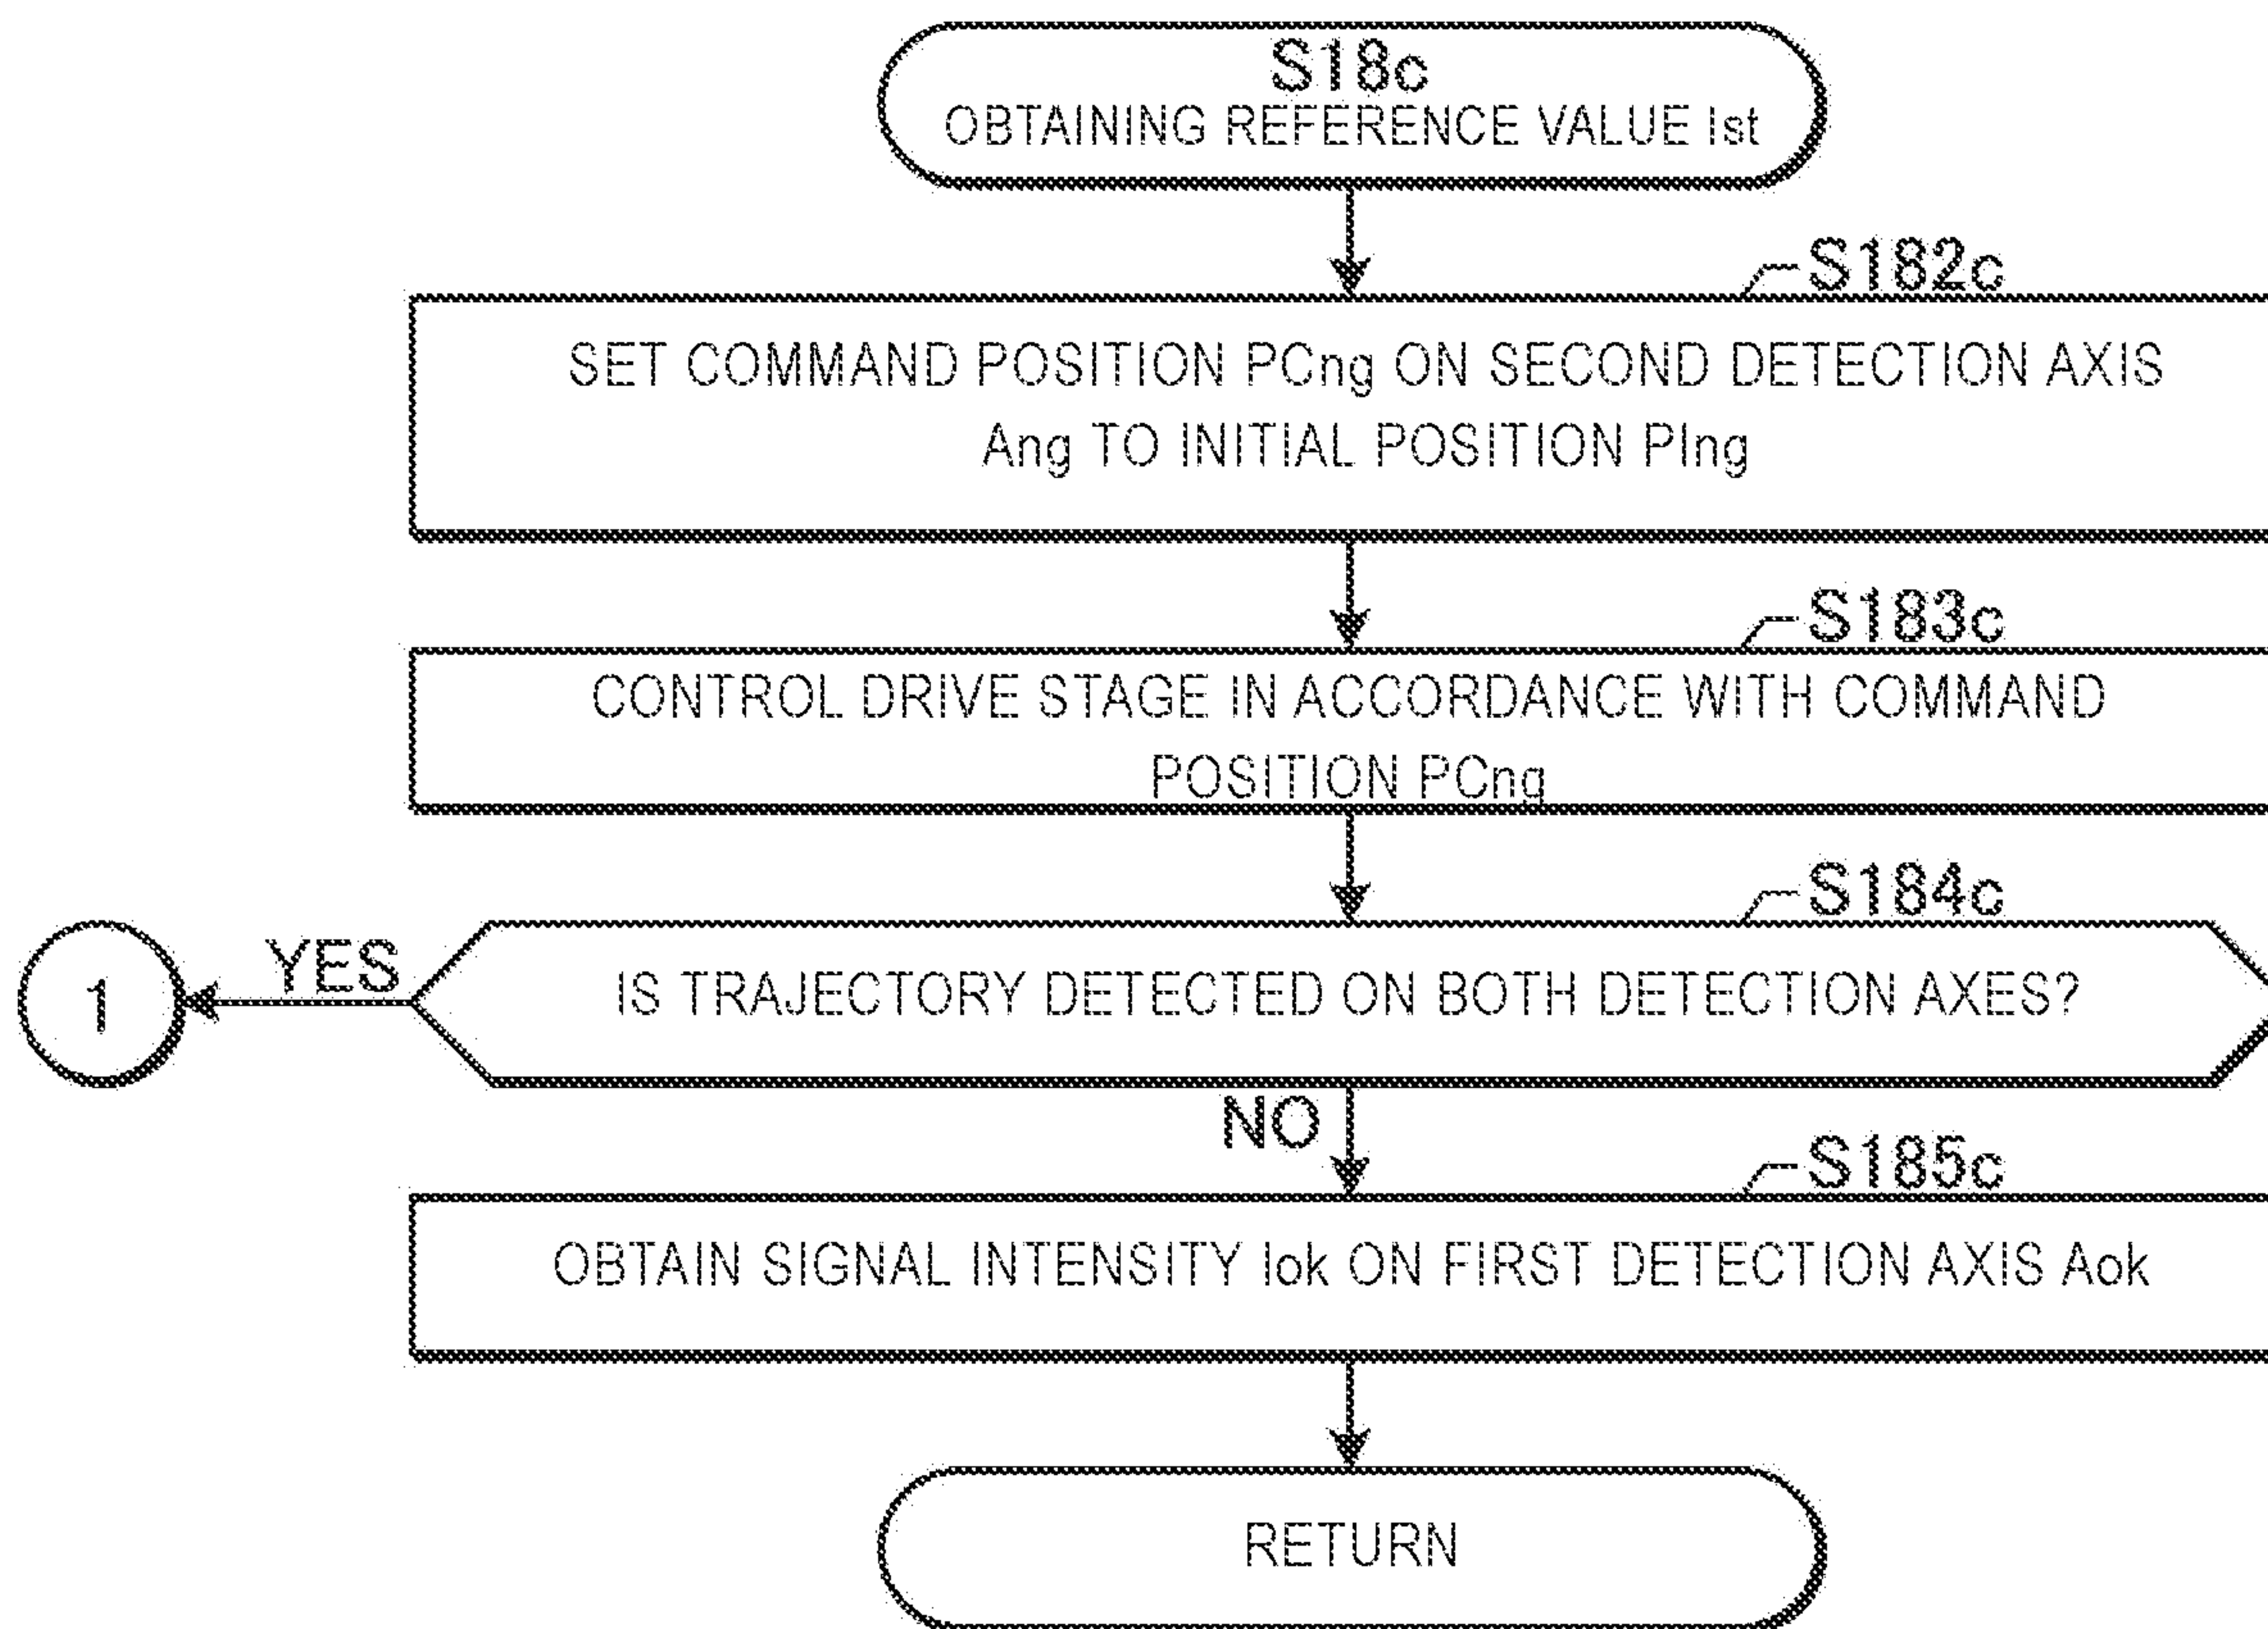 S18c
OBTAINING REFERENCE VALUE Ist
S182c
SET COMMAND POSITION PCng ON SECOND DETECTION AXIS
Ang TO INITIAL POSITION PIng
S183c
CONTROL DRIVE STAGE IN ACCORDANCE WITH COMMAND
POSITION PCng
S184c
1
YES
IS TRAJECTORY DETECTED ON BOTH DETECTION AXES?
NO
S185c
OBTAIN SIGNAL INTENSITY Iok ON FIRST DETECTION AXIS Aok
RETURN